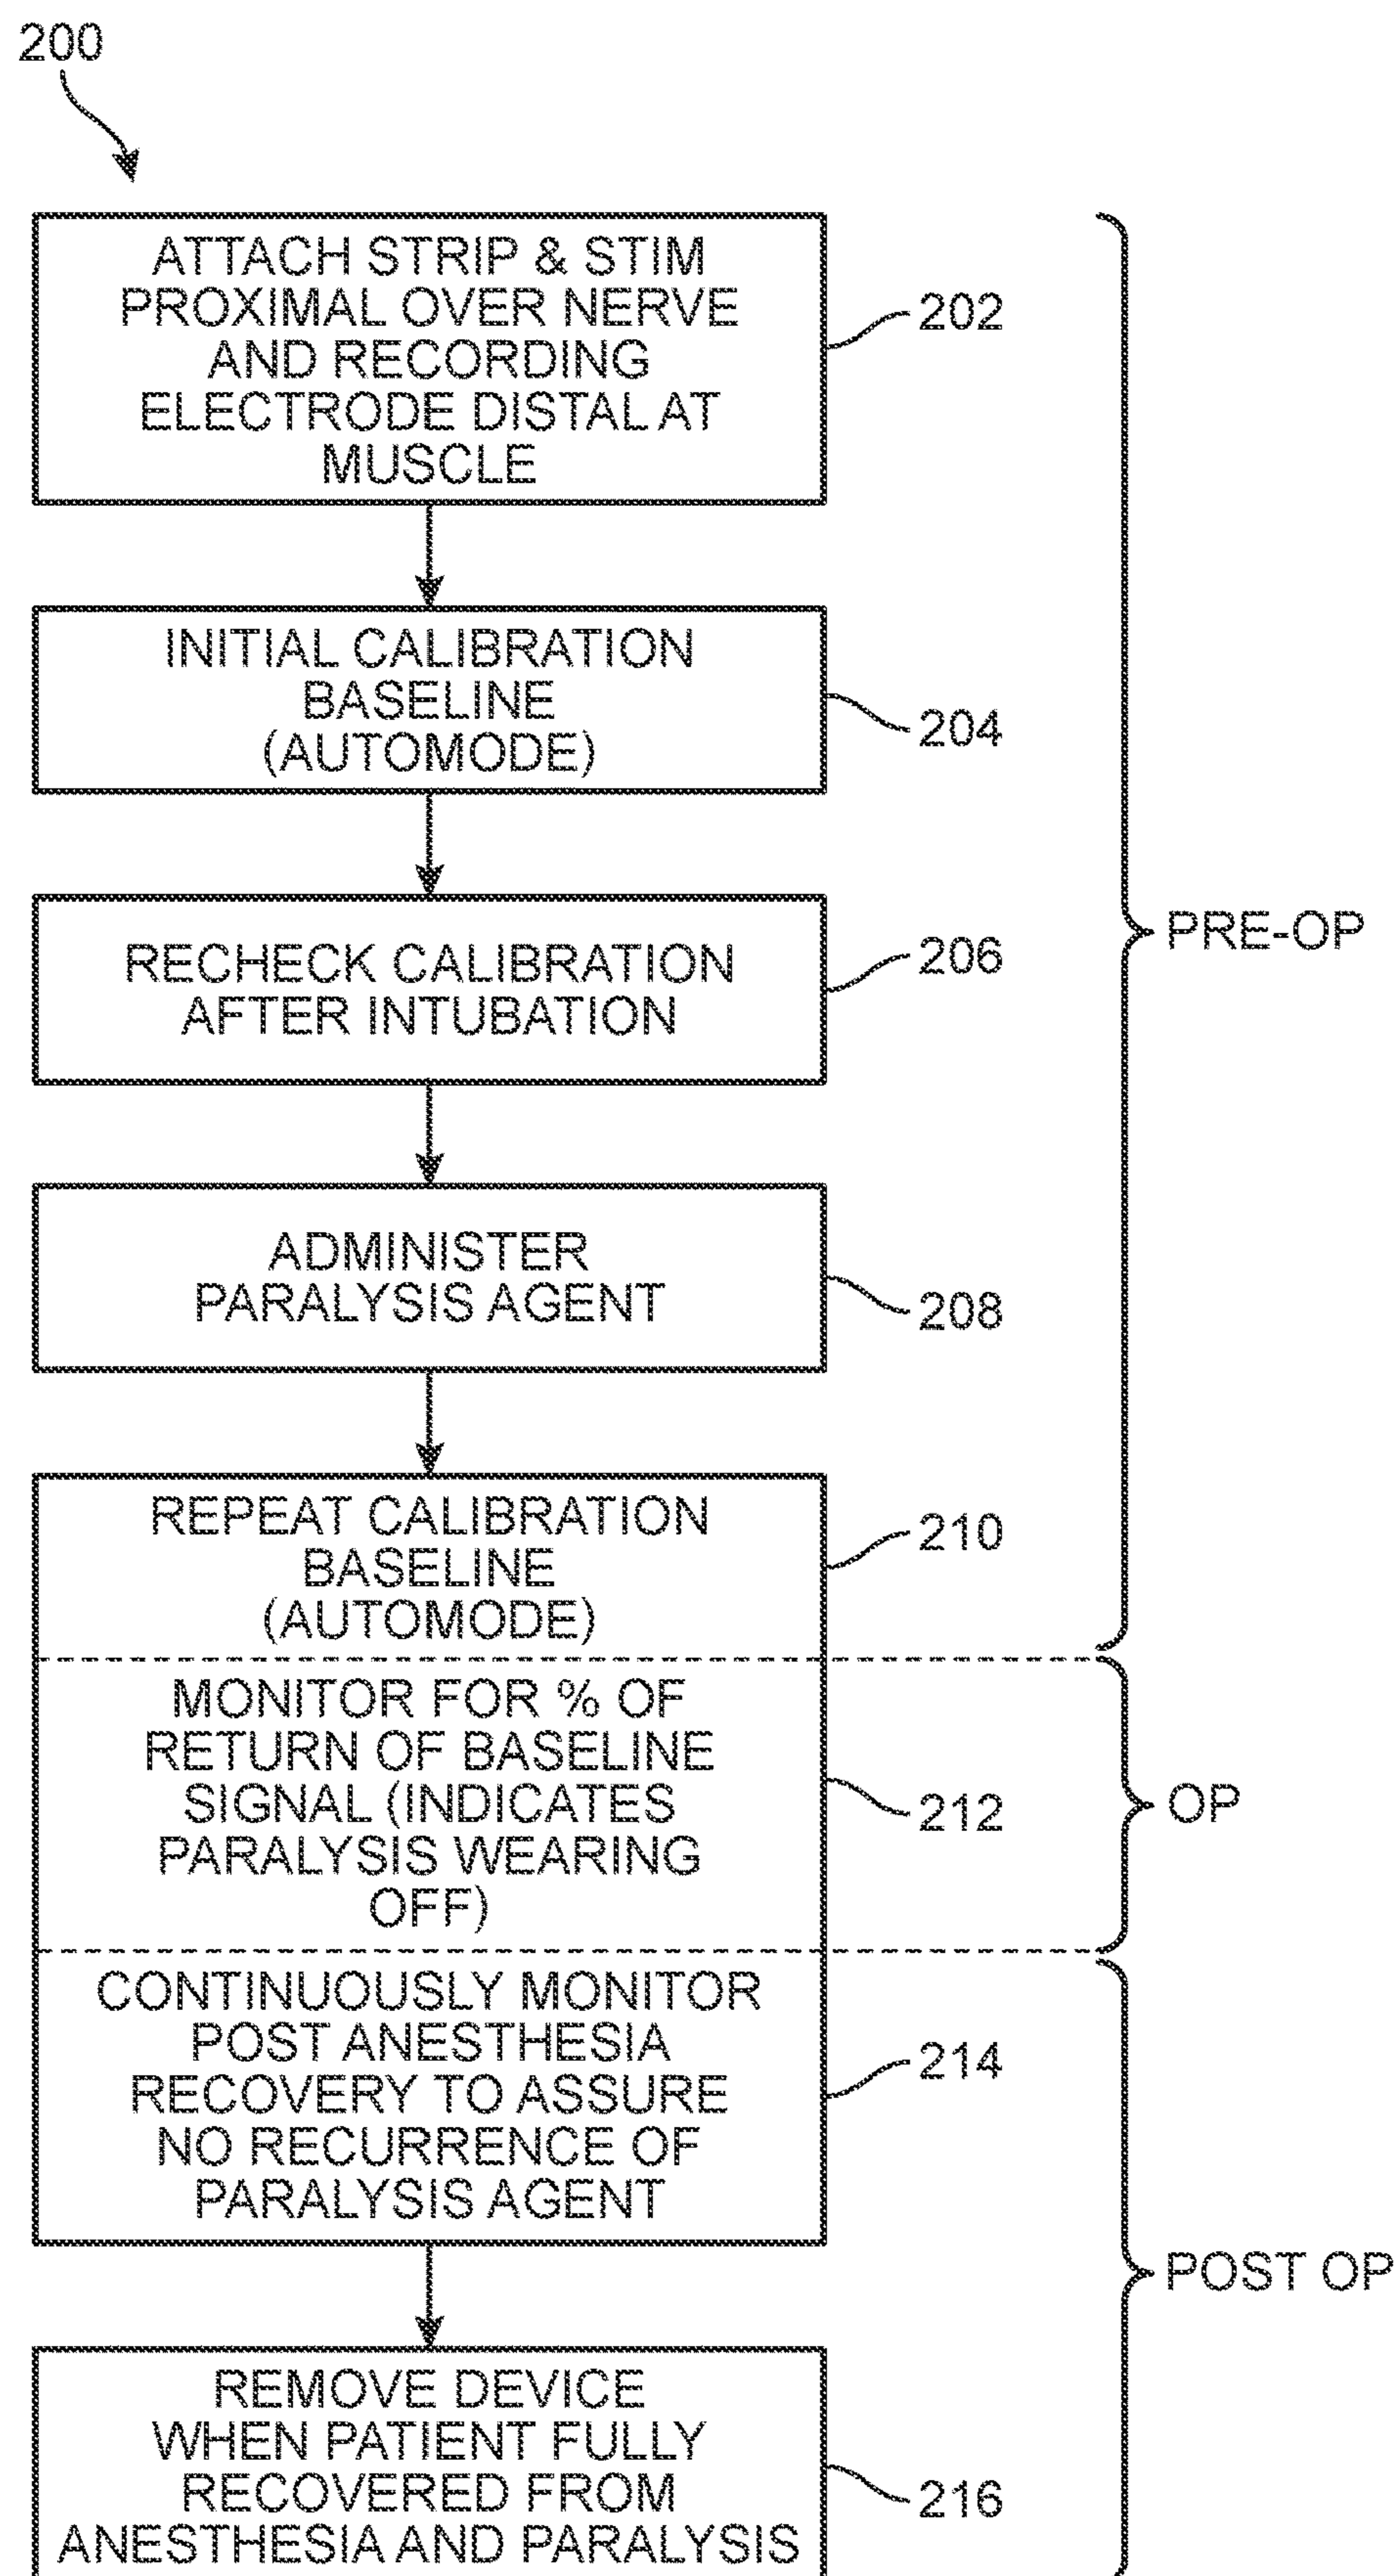 200
ATTACH STRIP & STIM
PROXIMAL OVER NERVE
AND RECORDING
ELECTRODE DISTAL AT
MUSCLE
202
INITIAL CALIBRATION
BASELINE
(AUTOMODE)
204
RECHECK CALIBRATION
AFTER INTUBATION
206
PRE-OP
ADMINISTER
PARALYSIS AGENT
208
REPEAT CALIBRATION
BASELINE
(AUTOMODE)
210
MONITOR FOR % OF
RETURN OF BASELINE
SIGNAL (INDICATES
PARALYSIS WEARING
OFF)
212
OP
CONTINUOUSLY MONITOR
POST ANESTHESIA
RECOVERY TO ASSURE
NO RECURRENCE OF
PARALYSIS AGENT
214
POST OP
REMOVE DEVICE
WHEN PATIENT FULLY
RECOVERED FROM
ANESTHESIA AND PARALYSIS
216